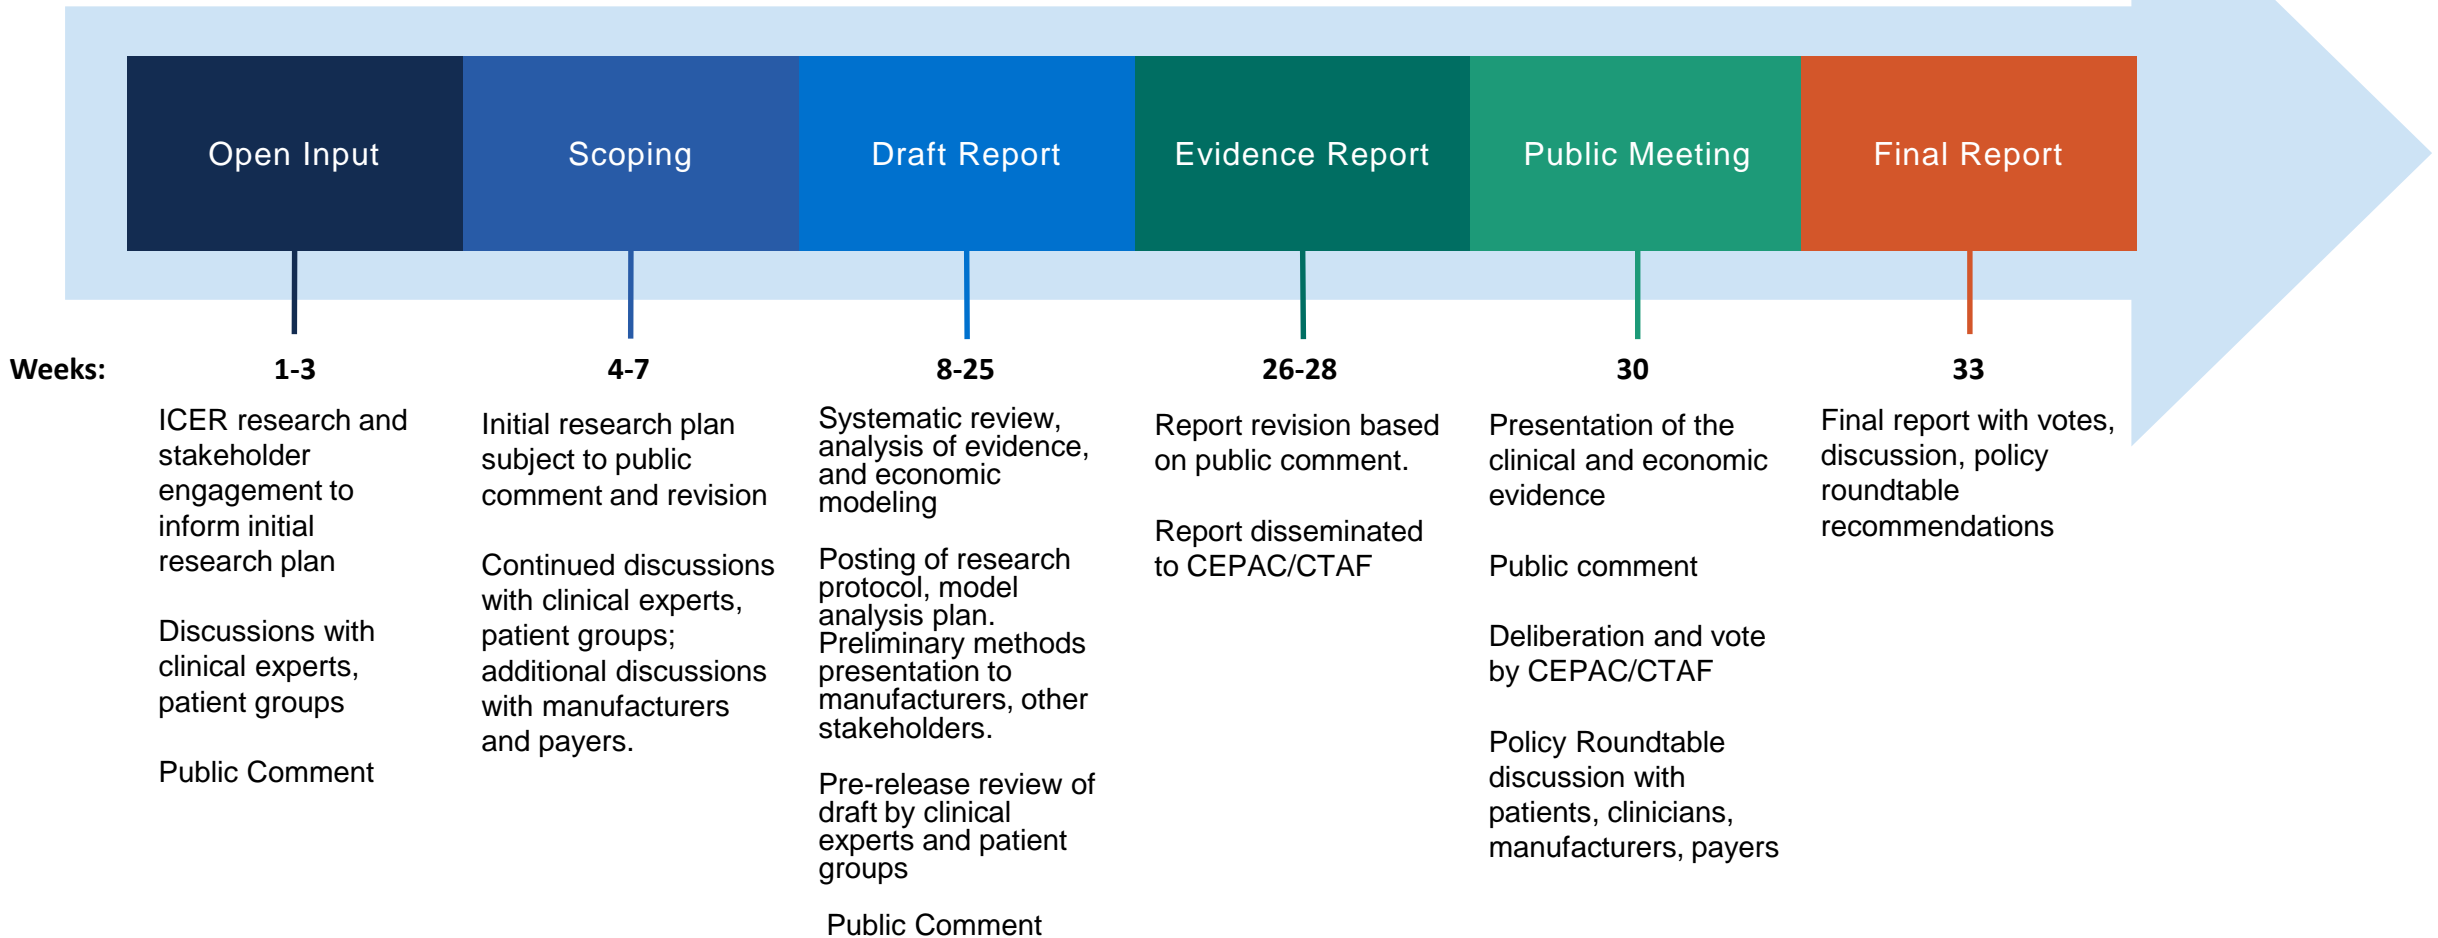 Open Input
Scoping
Draft Report
Evidence Report
Public Meeting
Final Report
Weeks:
1-3
4-7
8-25
26-28
30
33
ICER research and
stakeholder
engagement to
inform initial
research plan
Discussions with
clinical experts,
patient groups
Public Comment
Initial research plan
subject to public
comment and revision
Continued discussions
with clinical experts,
patient groups;
additional discussions
with manufacturers
and payers.
Systematic review,
analysis of evidence,
and economic
modeling
Posting of research
protocol, model
analysis plan.
Preliminary methods
presentation to
manufacturers, other
stakeholders.
Pre-release review of
draft by clinical
experts and patient
groups
Public Comment
Report revision based
on public comment.
Report disseminated
to CEPAC/CTAF
Presentation of the
clinical and economic
evidence
Public comment
Deliberation and vote
by CEPAC/CTAF
Policy Roundtable
discussion with
patients, clinicians,
manufacturers, payers
Final report with votes,
discussion, policy
roundtable
recommendations